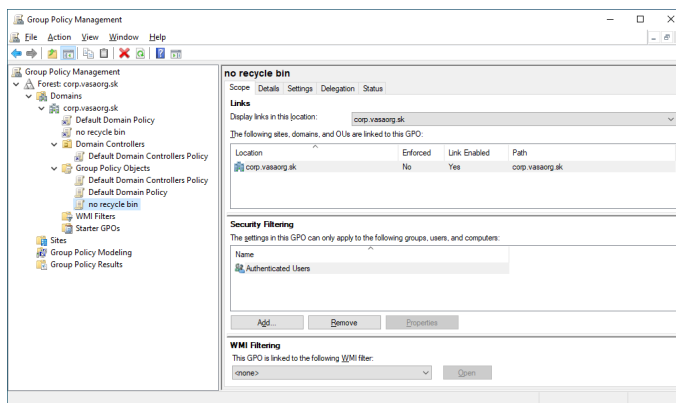 Group Policy Management
File Action View Window Help
Group Policy Management
Forest: corp.vasaorg.sk
Domains
corp.vasaorg.sk
Default Domain Policy
no recycle bin
Domain Controllers
Default Domain Controllers Policy
Group Policy Objects
Default Domain Controllers Policy
Default Domain Policy
no recycle bin
WMI Filters
Starter GPOs
Sites
Group Policy Modeling
Group Policy Results
no recycle bin
Scope Details Settings Delegation Status
Links
Display links in this location: corp.vasaorg.sk
The following sites, domains, and OUs are linked to this GPO:
Location Enforced Link Enabled Path
corp.vasaorg.sk No Yes corp.vasaorg.sk
Security Filtering
The settings in this GPO can only apply to the following groups, users, and computers:
Name
Authenticated Users
Add... Remove Properties
WMI Filtering
This GPO is linked to the following WMI filter:
<none> Open